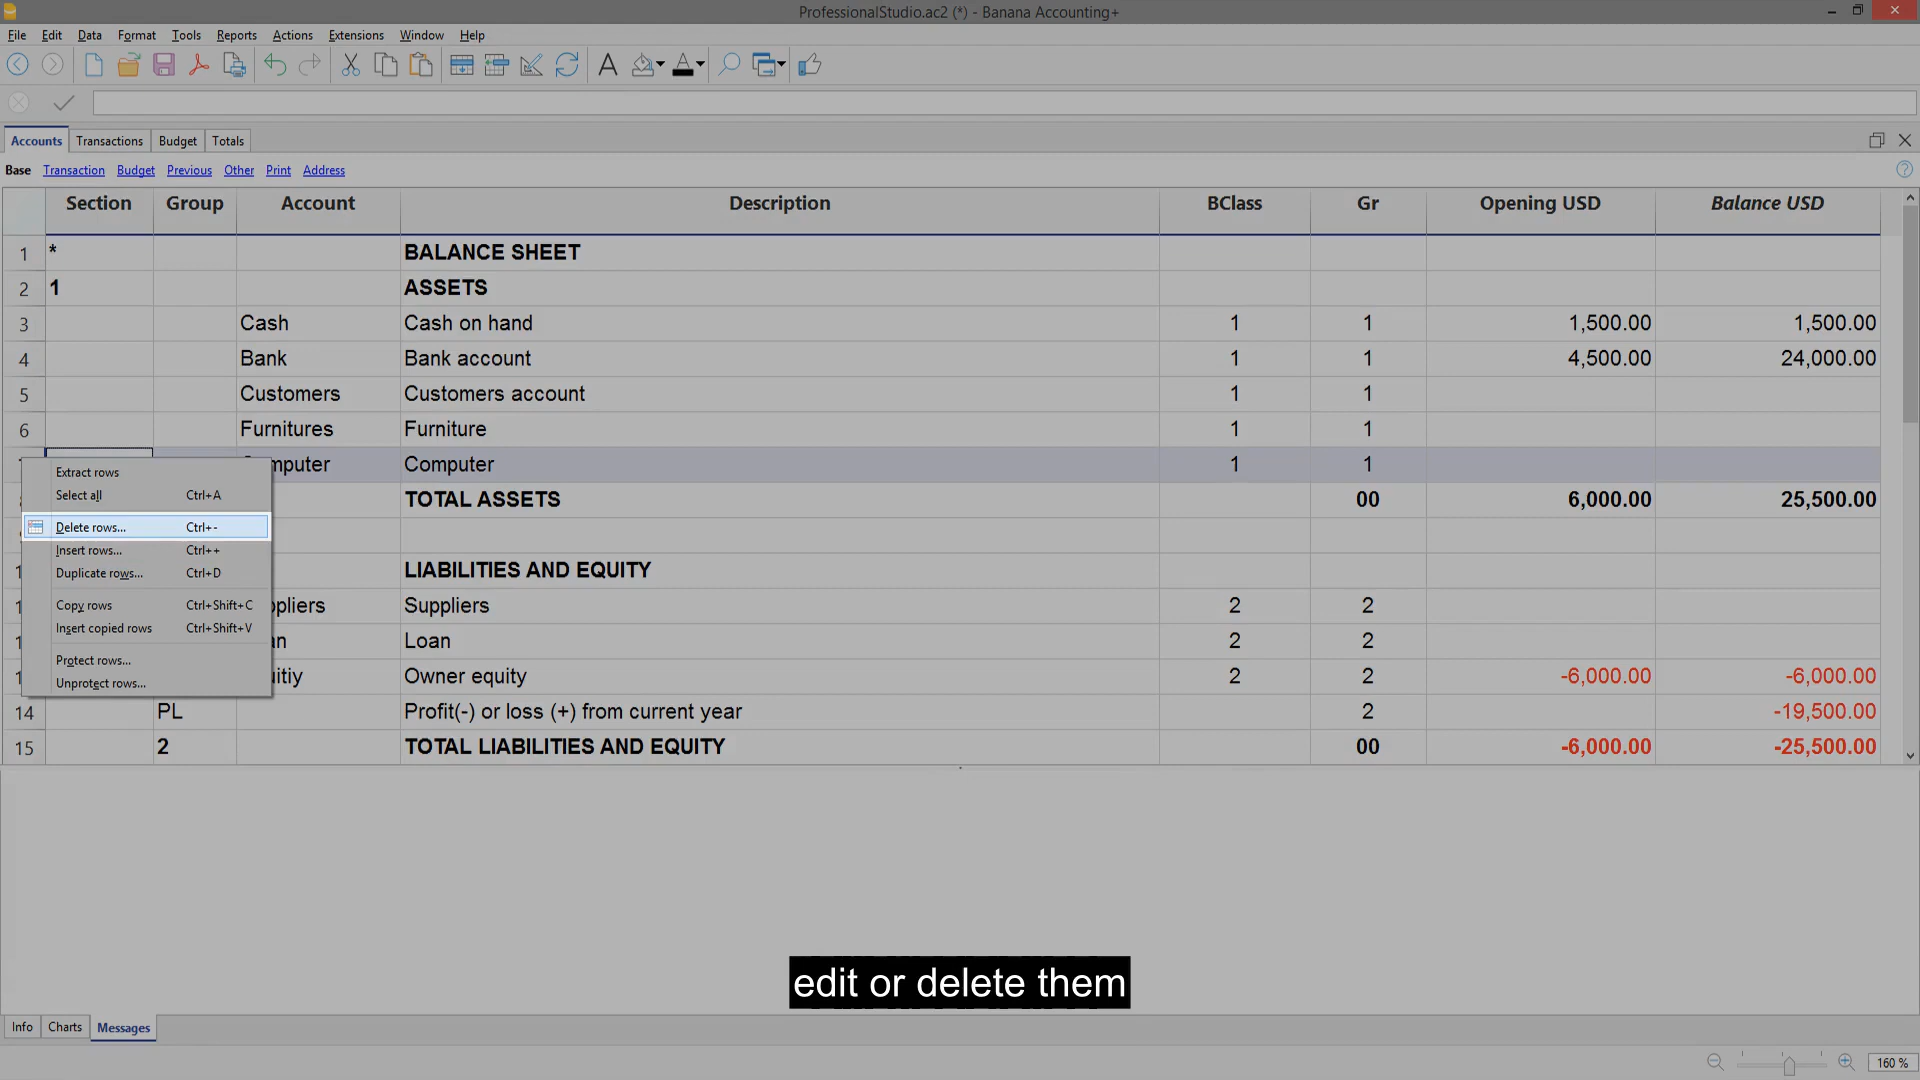 ProfessionalStudio.ac2 (*) - Banana Accounting+
File Edit Data Format Tools Reports Actions Extensions Window Help
Accounts Transactions Budget Totals
Base Transaction Budget Previous Other Print Address
Section Group Account Description BClass Gr Opening USD Balance USD
1 * BALANCE SHEET
2 1 ASSETS
3 Cash Cash on hand 1 1 1,500.00 1,500.00
4 Bank Bank account 1 1 4,500.00 24,000.00
5 Customers Customers account 1 1
6 Furnitures Furniture 1 1
mputer Computer 1 1
Extract rows
Select all Ctrl+A
TOTAL ASSETS 00 6,000.00 25,500.00
Delete rows... Ctrl+-
Insert rows... Ctrl++
Duplicate rows... Ctrl+D
LIABILITIES AND EQUITY
Copy rows Ctrl+Shift+C
ppliers Suppliers 2 2
Insert copied rows Ctrl+Shift+V
an Loan 2 2
Protect rows...
Unprotect rows...
uitiy Owner equity 2 2 -6,000.00 -6,000.00
14 PL Profit(-) or loss (+) from current year 2 -19,500.00
15 2 TOTAL LIABILITIES AND EQUITY 00 -6,000.00 -25,500.00
edit or delete them
Info Charts Messages
160 %